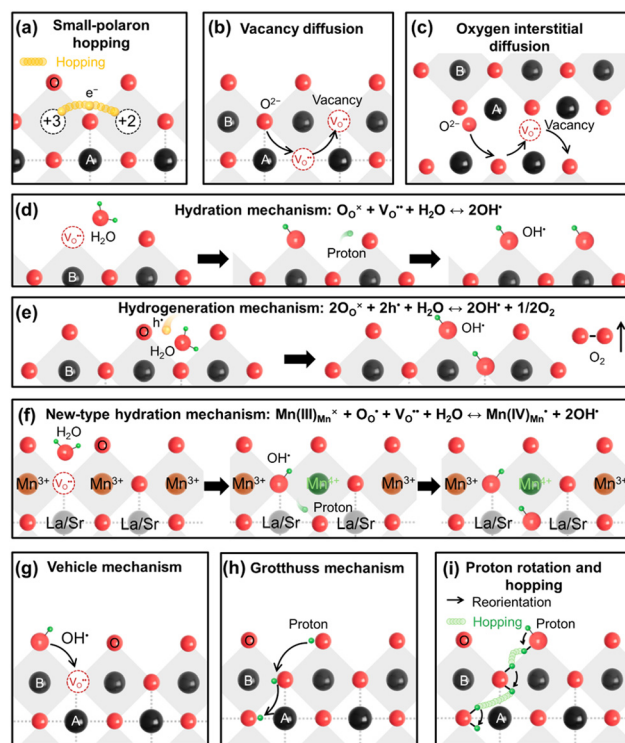 (a) Small-polaron
hopping
Hopping
O
e⁻
+3
+2
A
(b) Vacancy diffusion
O²⁻
Vacancy
B
V_O^••
A
V_O^••
(c) Oxygen interstitial
diffusion
B
A
O²⁻
V_O^••
Vacancy
(d) Hydration mechanism: O_O^× + V_O^•• + H₂O ↔ 2OH^•
V_O^••
H₂O
B
Proton
OH^•
(e) Hydrogeneration mechanism: 2O_O^× + 2h^• + H₂O ↔ 2OH^• + 1/2O₂
O
h^•
H₂O
B
OH^•
O₂
(f) New-type hydration mechanism: Mn(III)_Mn^× + O_O^• + V_O^•• + H₂O ↔ Mn(IV)_Mn^• + 2OH^•
H₂O
O
Mn³⁺ V_O^•• Mn³⁺ Mn³⁺
La/Sr La/Sr
OH^•
Mn³⁺ Mn⁴⁺ Mn³⁺
Proton
La/Sr La/Sr
Mn³⁺ Mn⁴⁺ Mn³⁺
La/Sr La/Sr
(g) Vehicle mechanism
OH^•
O
B
V_O^••
A
(h) Grotthuss mechanism
Proton
O
B
A
(i) Proton rotation and
hopping
Reorientation
Hopping
Proton
O
B
A